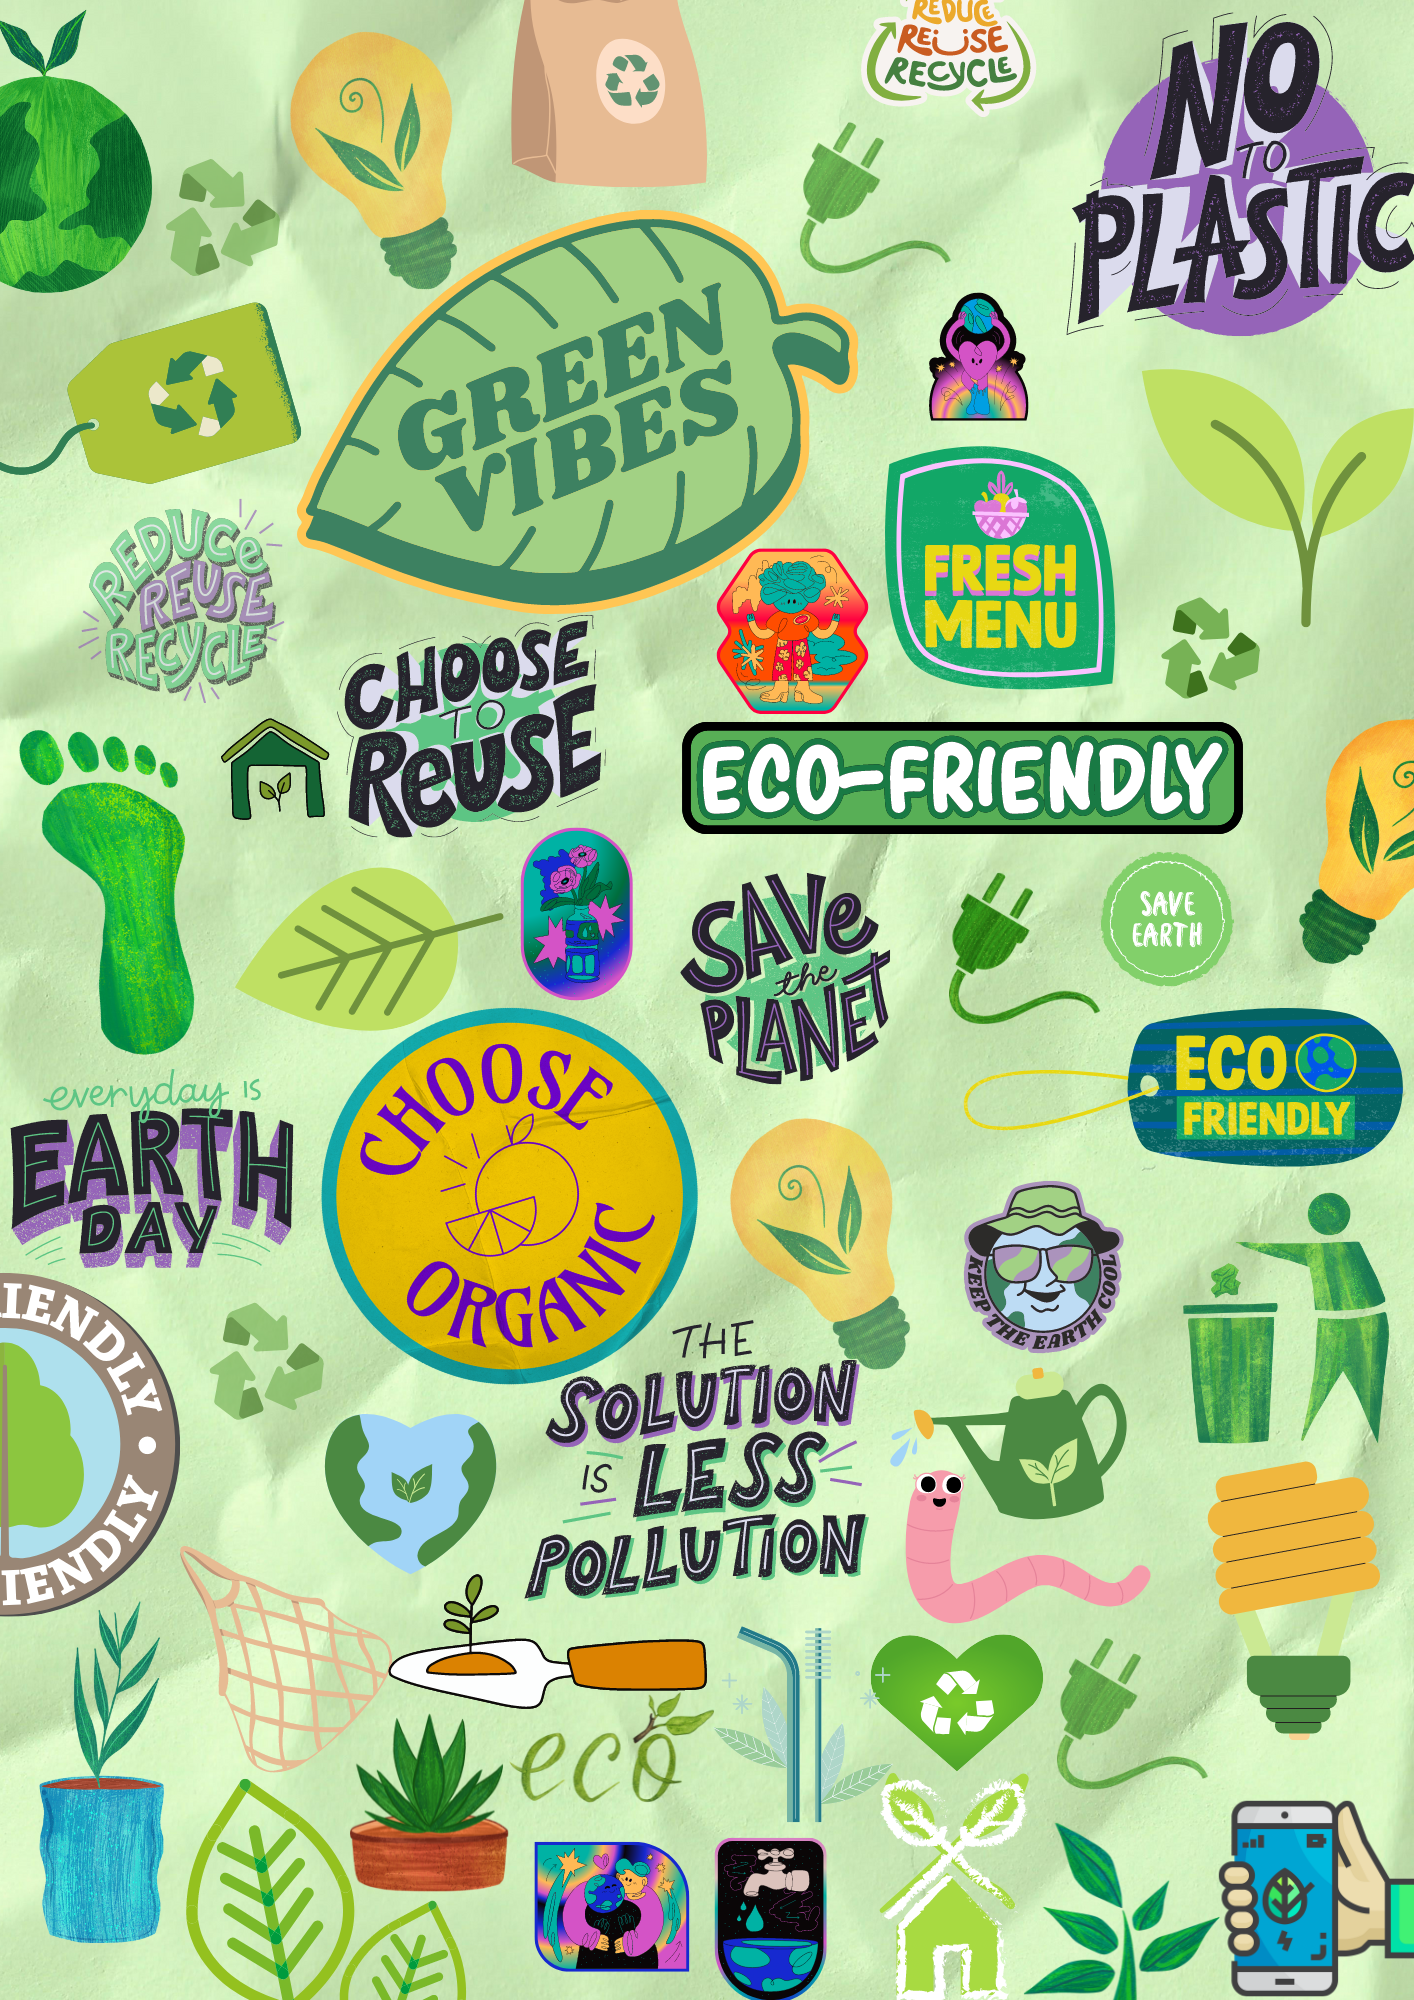 REDUCE
REUSE
RECYCLE
NO
TO
PLASTIC
GREEN
VIBES
FRESH
MENU
REDUCe
REUSE
RECYCLE
CHOOSE
TO
ReUSE
ECO-FRIENDLY
SAVe
the
PLANET
SAVE
EARTH
ECO
FRIENDLY
everyday IS
EARTH
DAY
CHOOSE
ORGANIC
KEEP THE EARTH COOL
IENDLY •
IENDLY
THE
SOLUTION
IS LESS
POLLUTION
eco